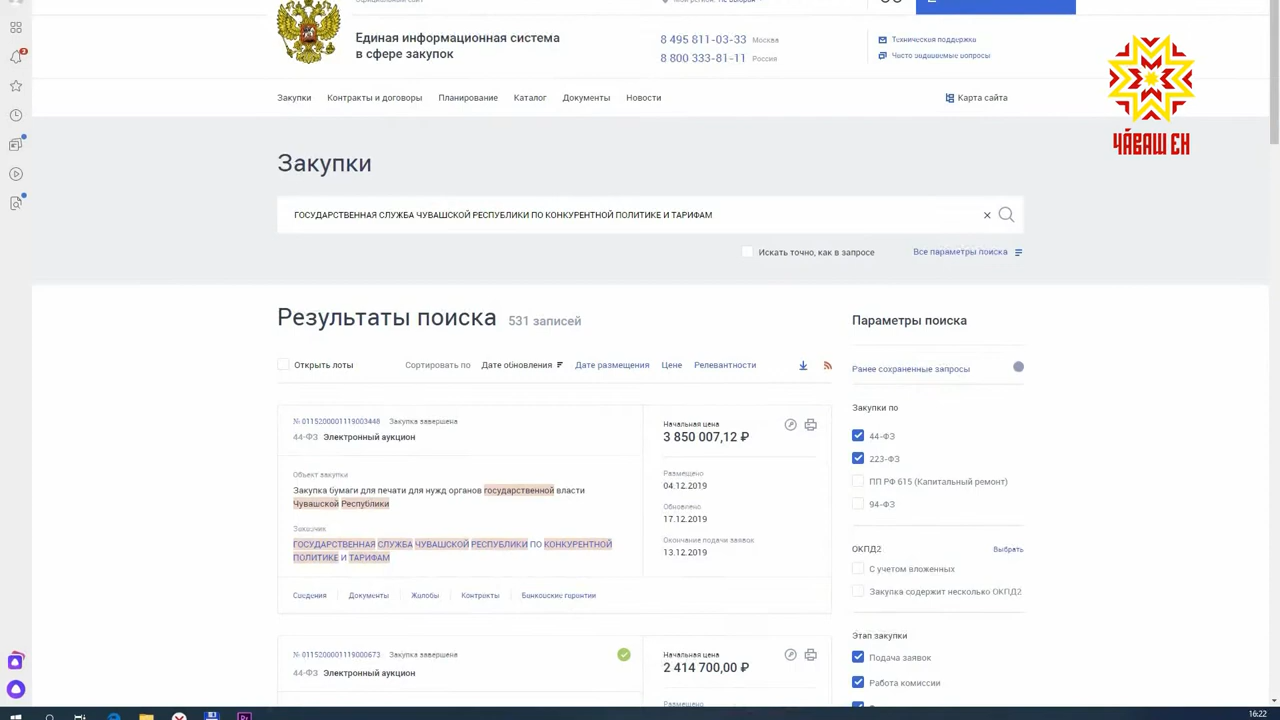 Единая информационная система
в сфере закупок
8 495 811-03-33 Москва
8 800 333-81-11 Россия
Техническая поддержка
Часто задаваемые вопросы
Закупки Контракты и договоры Планирование Каталог Документы Новости Карта сайта
ЧӐВАШ ЕН
Закупки
ГОСУДАРСТВЕННАЯ СЛУЖБА ЧУВАШСКОЙ РЕСПУБЛИКИ ПО КОНКУРЕНТНОЙ ПОЛИТИКЕ И ТАРИФАМ
Искать точно, как в запросе Все параметры поиска
Результаты поиска 531 записей
Открыть лоты Сортировать по Дате обновления Дате размещения Цене Релевантности
№ 0115200001119003448 Закупка завершена
44-ФЗ Электронный аукцион
Объект закупки
Закупка бумаги для печати для нужд органов государственной власти
Чувашской Республики
Заказчик
ГОСУДАРСТВЕННАЯ СЛУЖБА ЧУВАШСКОЙ РЕСПУБЛИКИ ПО КОНКУРЕНТНОЙ
ПОЛИТИКЕ И ТАРИФАМ
Начальная цена
3 850 007,12 ₽
Размещено
04.12.2019
Обновлено
17.12.2019
Окончание подачи заявок
13.12.2019
Сведения Документы Жалобы Контракты Банковские гарантии
№ 0115200001119000673 Закупка завершена
44-ФЗ Электронный аукцион
Начальная цена
2 414 700,00 ₽
Размещено
Параметры поиска
Ранее сохраненные запросы
Закупки по
44-ФЗ
223-ФЗ
ПП РФ 615 (Капитальный ремонт)
94-ФЗ
ОКПД2 Выбрать
С учетом вложенных
Закупка содержит несколько ОКПД2
Этап закупки
Подача заявок
Работа комиссии
16:22